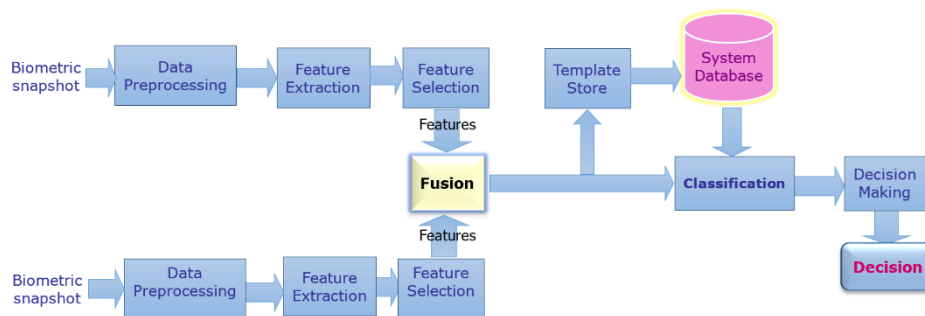 Biometric
snapshot
Data
Preprocessing
Feature
Extraction
Feature
Selection
Features
Template
Store
System
Database
Fusion
Classification
Decision
Making
Features
Biometric
snapshot
Data
Preprocessing
Feature
Extraction
Feature
Selection
Decision